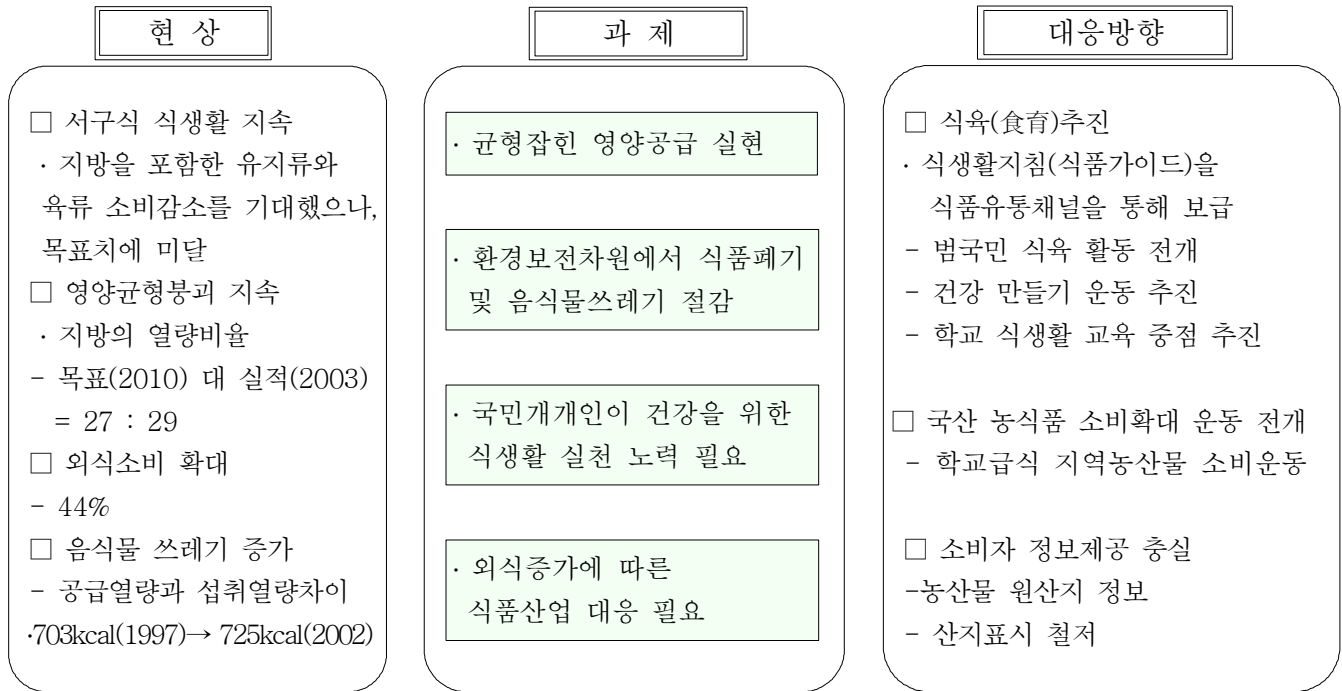 현 상
□ 서구식 식생활 지속
· 지방을 포함한 유지류와
육류 소비감소를 기대했으나,
목표치에 미달
□ 영양균형붕괴 지속
· 지방의 열량비율
- 목표(2010) 대 실적(2003)
= 27 : 29
□ 외식소비 확대
- 44%
□ 음식물 쓰레기 증가
- 공급열량과 섭취열량차이
·703kcal(1997)→ 725kcal(2002)
과 제
· 균형잡힌 영양공급 실현
· 환경보전차원에서 식품폐기
및 음식물쓰레기 절감
· 국민개개인이 건강을 위한
식생활 실천 노력 필요
· 외식증가에 따른
식품산업 대응 필요
대응방향
□ 식육(食育)추진
· 식생활지침(식품가이드)을
식품유통채널을 통해 보급
- 범국민 식육 활동 전개
- 건강 만들기 운동 추진
- 학교 식생활 교육 중점 추진
□ 국산 농식품 소비확대 운동 전개
- 학교급식 지역농산물 소비운동
□ 소비자 정보제공 충실
-농산물 원산지 정보
- 산지표시 철저